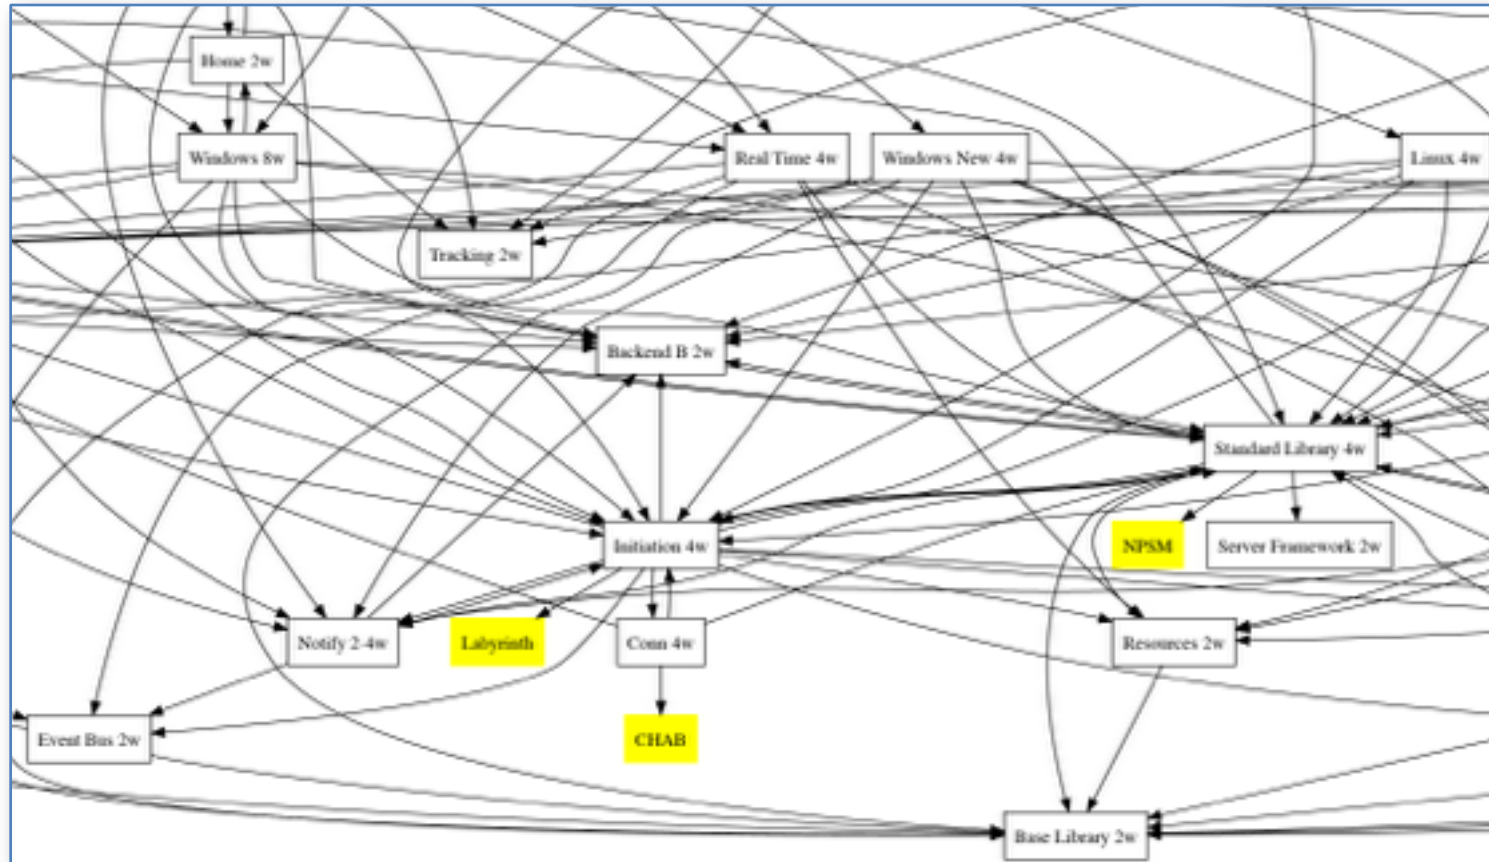 Home 2w
Windows 8w
Real Time 4w
Windows New 4w
Linux 4w
Tracking 2w
Backend B 2w
Standard Library 4w
Initiation 4w
NPSM
Server Framework 2w
Notify 2-4w
Labyrinth
Conn 4w
Resources 2w
Event Bus 2w
CHAB
Base Library 2w